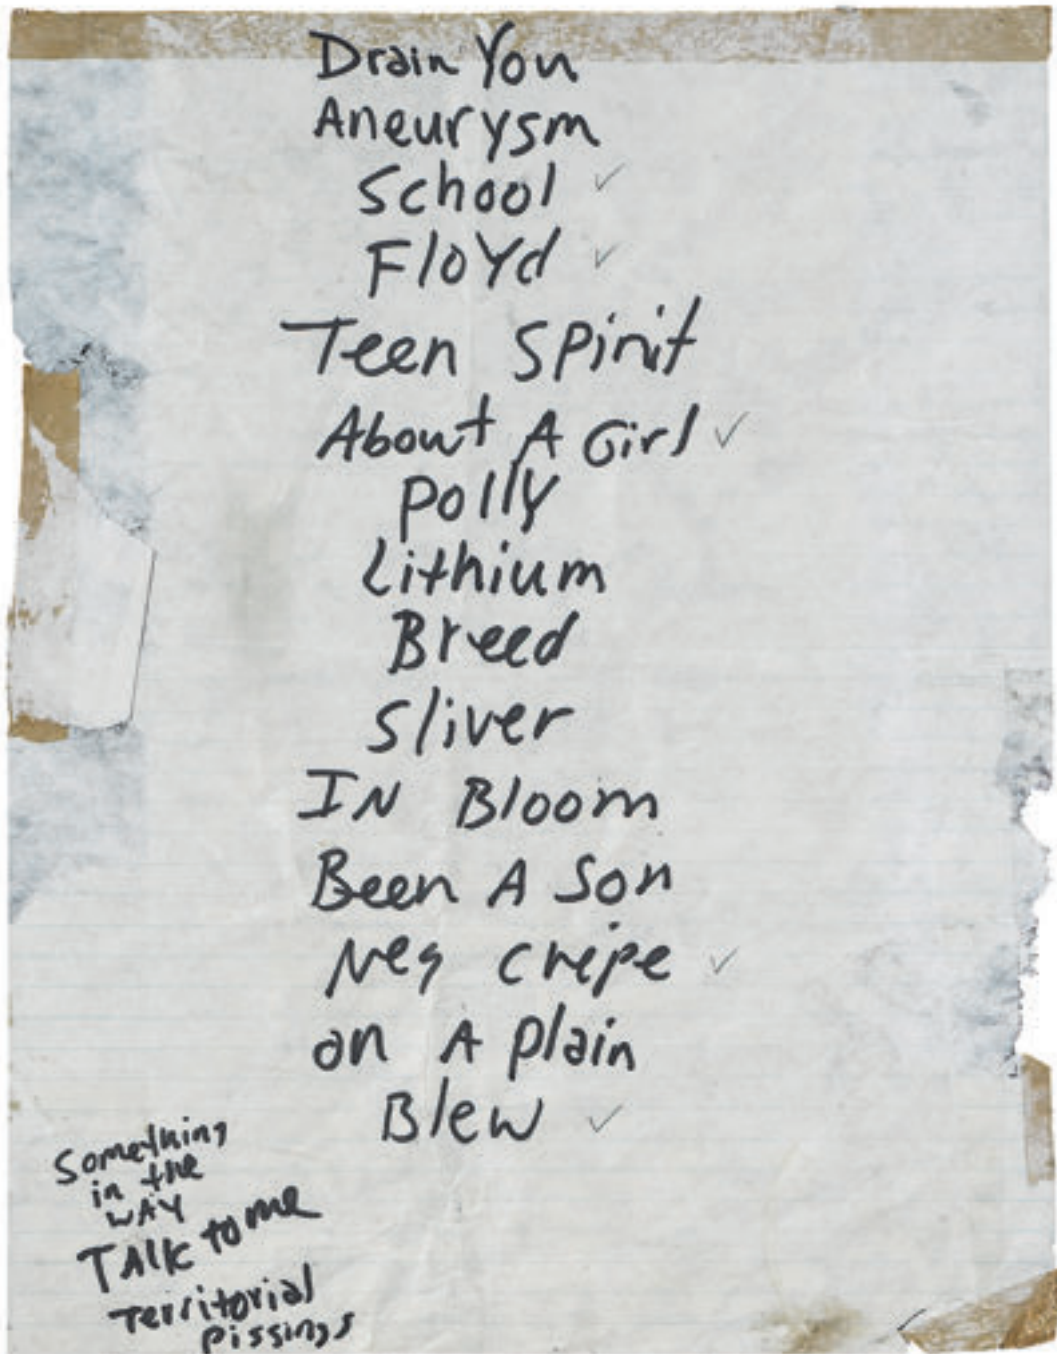 Drain You
Aneurysm
School ✓
Floyd ✓
Teen Spirit
About A Girl ✓
Polly
Lithium
Breed
Sliver
IN Bloom
Been A Son
Neg crepe ✓
on A plain
Blew ✓
Something
in the
WAY
TAlk to me
Territorial
pissings